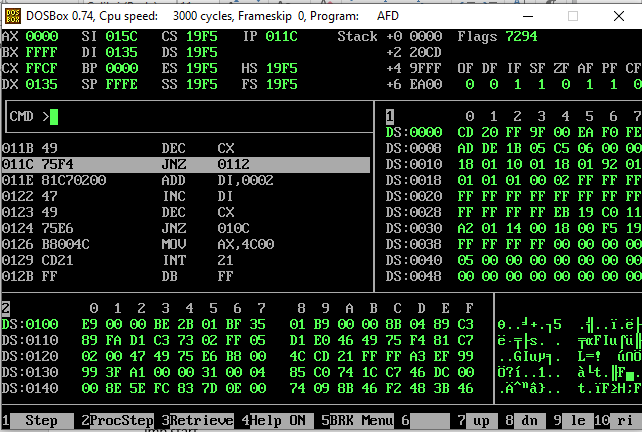 DOSBox 0.74, Cpu speed: 3000 cycles, Frameskip 0, Program: AFD
AX 0000 SI 015C CS 19F5 IP 011C Stack +0 0000 Flags 7294
BX FFFF DI 0135 DS 19F5 +2 20CD
CX FFCF BP 0000 ES 19F5 HS 19F5 +4 9FFF OF DF IF SF ZF AF PF CF
DX 0135 SP FFFE SS 19F5 FS 19F5 +6 EA00 0 0 1 1 0 1 1 0
CMD >
1 0 1 2 3 4 5 6 7
DS:0000 CD 20 FF 9F 00 EA F0 FE
DS:0008 AD DE 1B 05 C5 06 00 00
DS:0010 18 01 10 01 18 01 92 01
DS:0018 01 01 01 00 02 FF FF FF
DS:0020 FF FF FF FF FF FF FF FF
DS:0028 FF FF FF FF EB 19 C0 11
DS:0030 A2 01 14 00 18 00 F5 19
DS:0038 FF FF FF FF 00 00 00 00
DS:0040 05 00 00 00 00 00 00 00
DS:0048 00 00 00 00 00 00 00 00
011B 49 DEC CX
011C 75F4 JNZ 0112
011E 81C70200 ADD DI,0002
0122 47 INC DI
0123 49 DEC CX
0124 75E6 JNZ 010C
0126 B8004C MOV AX,4C00
0129 CD21 INT 21
012B FF DB FF
2 0 1 2 3 4 5 6 7 8 9 A B C D E F
DS:0100 E9 00 00 BE 2B 01 BF 35 01 B9 00 00 8B 04 89 C3
DS:0110 89 FA D1 C3 73 02 FF 05 D1 E0 46 49 75 F4 81 C7
DS:0120 02 00 47 49 75 E6 B8 00 4C CD 21 FF FF A3 EF 99
DS:0130 99 3F A1 00 00 31 00 04 85 C0 74 1C C7 46 DC 00
DS:0140 00 8E 5E FC 83 7D 0E 00 74 09 8B 46 F2 48 3B 46
1 Step 2ProcStep 3Retrieve 4Help ON 5BRK Menu 6 7 up 8 dn 9 le 10 ri